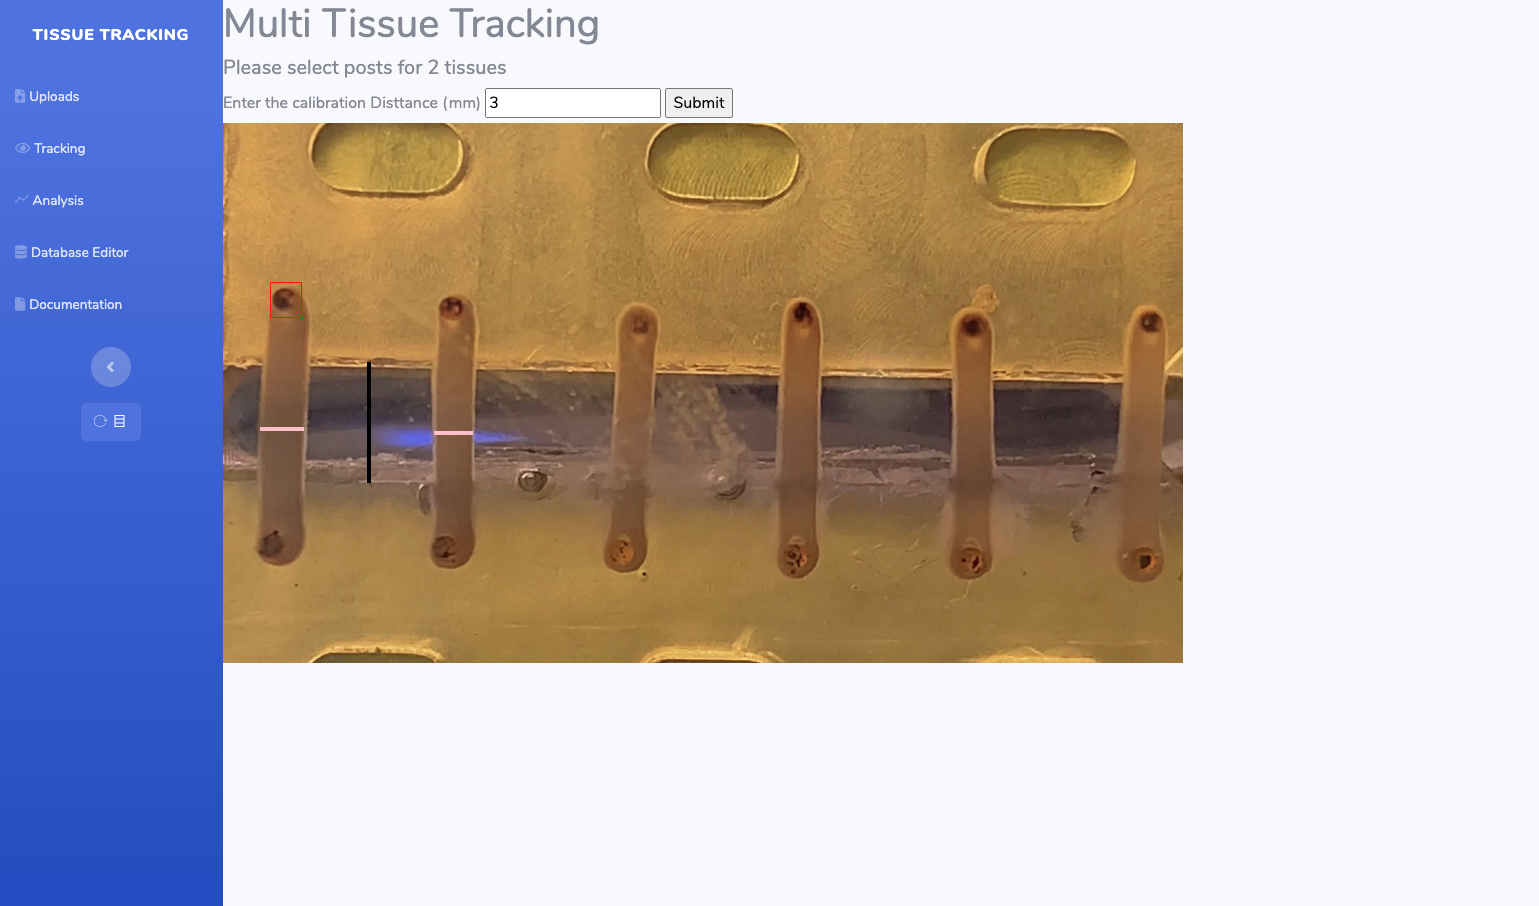 TISSUE TRACKING
Uploads
Tracking
Analysis
Database Editor
Documentation
Multi Tissue Tracking
Please select posts for 2 tissues
Enter the calibration Disttance (mm) 3 Submit